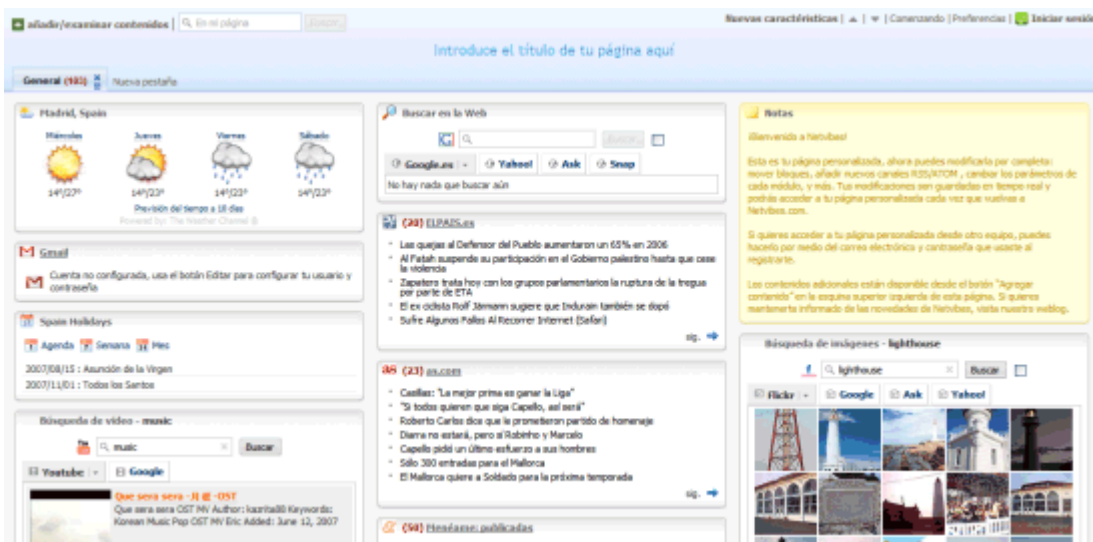 añadir/examinar contenidos | En mi página Buscar
Nuevas características | | Comenzando | Preferencias | Iniciar sesión
Introduce el título de tu página aquí
General (103) Nueva pestaña
Madrid, Spain
Miércoles Jueves Viernes Sábado
14º/27º 14º/23º 14º/23º 14º/23º
Previsión del tiempo a 10 dias
Powered by: The Weather Channel ®
Gmail
Cuenta no configurada, usa el botón Editar para configurar tu usuario y
contraseña
Spain Holidays
Agenda Semana Mes
2007/08/15 : Asunción de la Virgen
2007/11/01 : Todos los Santos
Búsqueda de vídeo - music
music Buscar
Youtube Google
Que sera sera - -OST
Que sera sera OST MV Author: kazrita88 Keywords:
Korean Music Pop OST MV Eric Added: June 12, 2007
Buscar en la Web
Buscar
Google.es Yahoo! Ask Snap
No hay nada que buscar aún
(20) ELPAIS.es
Las quejas al Defensor del Pueblo aumentaron un 65% en 2006
Al Fatah suspende su participación en el Gobierno palestino hasta que cese
la violencia
Zapatero trata hoy con los grupos parlamentarios la ruptura de la tregua
por parte de ETA
El ex ciclista Rolf Järmann sugiere que Indurain también se dopó
Sufre Algunos Fallos Al Recorrer Internet (Safari)
sig.
as (23) as.com
Casillas: "La mejor prima es ganar la Liga"
"Si todos quieren que siga Capello, así será"
Roberto Carlos dice que le prometieron partido de homenaje
Diarra no estará, pero sí Robinho y Marcelo
Capello pidió un último esfuerzo a sus hombres
Sólo 300 entradas para el Mallorca
El Mallorca quiere a Soldado para la próxima temporada
sig.
(50) Menéame: publicadas
Notas
¡Bienvenido a Netvibes!
Esta es tu página personalizada, ahora puedes modificarla por completo:
mover bloques, añadir nuevos canales RSS/ATOM , cambiar los parámetros de
cada módulo, y más. Tus modificaciones son guardadas en tiempo real y
podrás acceder a tu página personalizada cada vez que vuelvas a
Netvibes.com.
Si quieres acceder a tu página personalizada desde otro equipo, puedes
hacerlo por medio del correo electrónico y contraseña que usaste al
registrarte.
Los contenidos adicionales están disponible desde el botón "Agregar
contenido" en la esquina superior izquierda de esta página. Si quieres
mantenerte informado de las novedades de Netvibes, visita nuestro weblog.
Búsqueda de imágenes - lighthouse
lighthouse Buscar
Flickr Google Ask Yahoo!